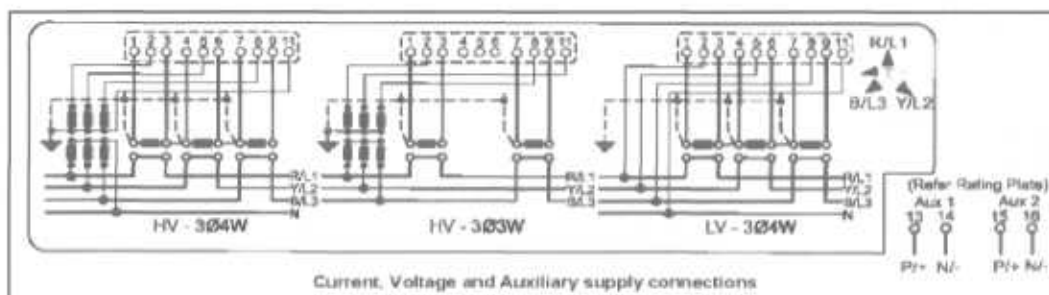 1 2 3 4 5 6 7 8 9 11
1 2 3 4 5 6 7 8 9 11
1 2 3 4 5 6 7 8 9 11
R/L1
B/L3 Y/L2
R/L1
Y/L2
B/L3
N
R/L1
Y/L2
B/L3
R/L1
Y/L2
B/L3
N
HV - 3Ø4W
HV - 3Ø3W
LV - 3Ø4W
(Refer Rating Plate)
Aux 1 Aux 2
13 14 15 16
P/+ N/- P/+ N/-
Current, Voltage and Auxiliary supply connections